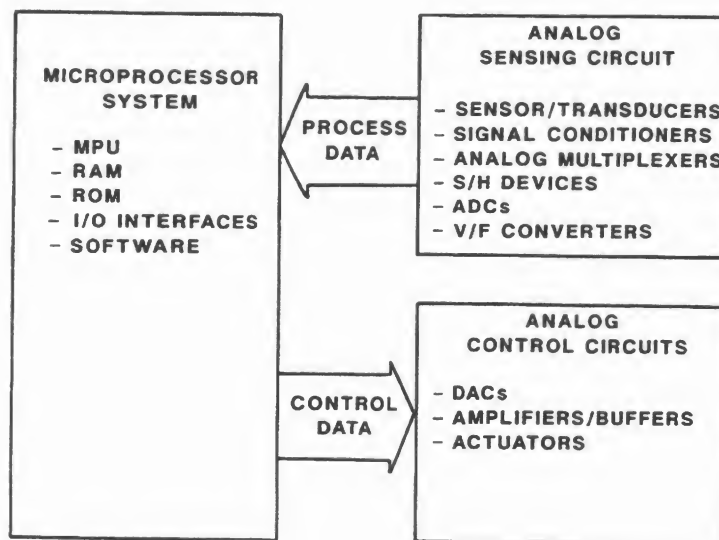 MICROPROCESSOR
SYSTEM
- MPU
- RAM
- ROM
- I/O INTERFACES
- SOFTWARE
PROCESS
DATA
ANALOG
SENSING CIRCUIT
- SENSOR/TRANSDUCERS
- SIGNAL CONDITIONERS
- ANALOG MULTIPLEXERS
- S/H DEVICES
- ADCs
- V/F CONVERTERS
CONTROL
DATA
ANALOG
CONTROL CIRCUITS
- DACs
- AMPLIFIERS/BUFFERS
- ACTUATORS